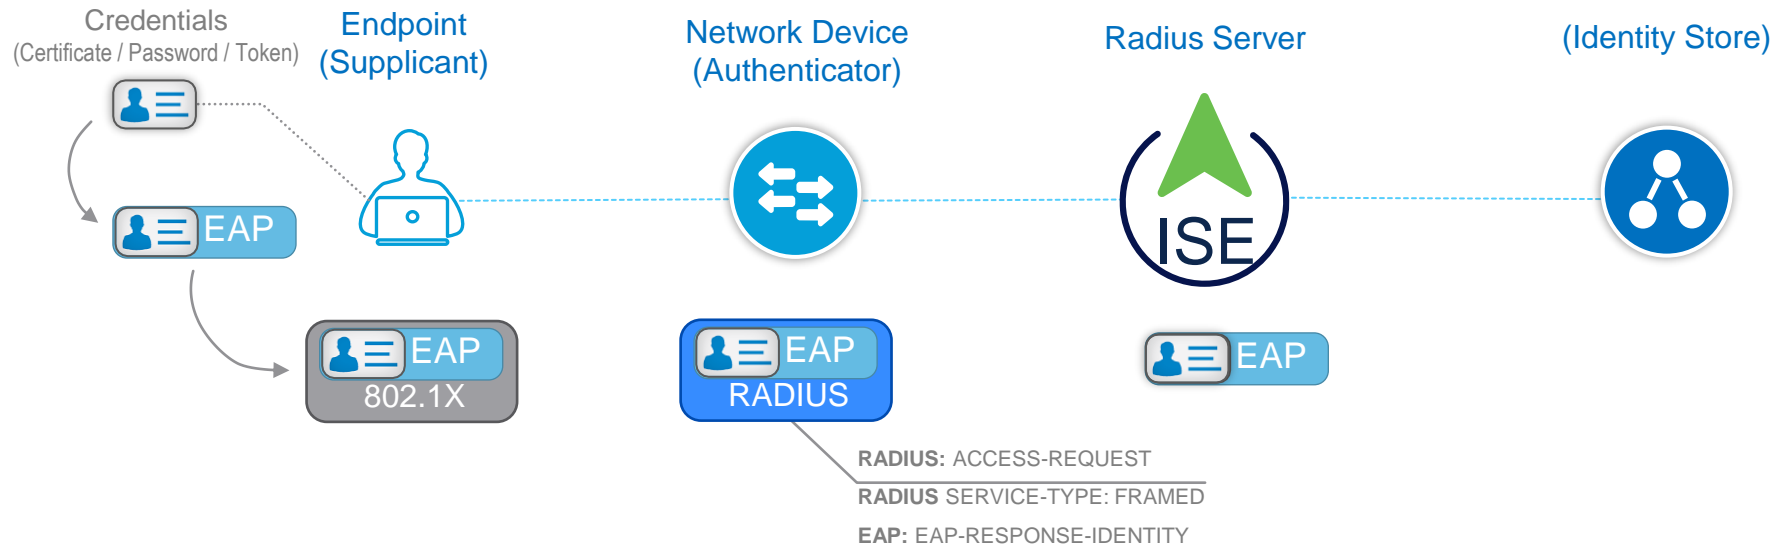 Credentials
(Certificate / Password / Token)
Endpoint
(Supplicant)
Network Device
(Authenticator)
Radius Server
(Identity Store)
ISE
EAP
EAP
802.1X
EAP
RADIUS
EAP
RADIUS: ACCESS-REQUEST
RADIUS SERVICE-TYPE: FRAMED
EAP: EAP-RESPONSE-IDENTITY